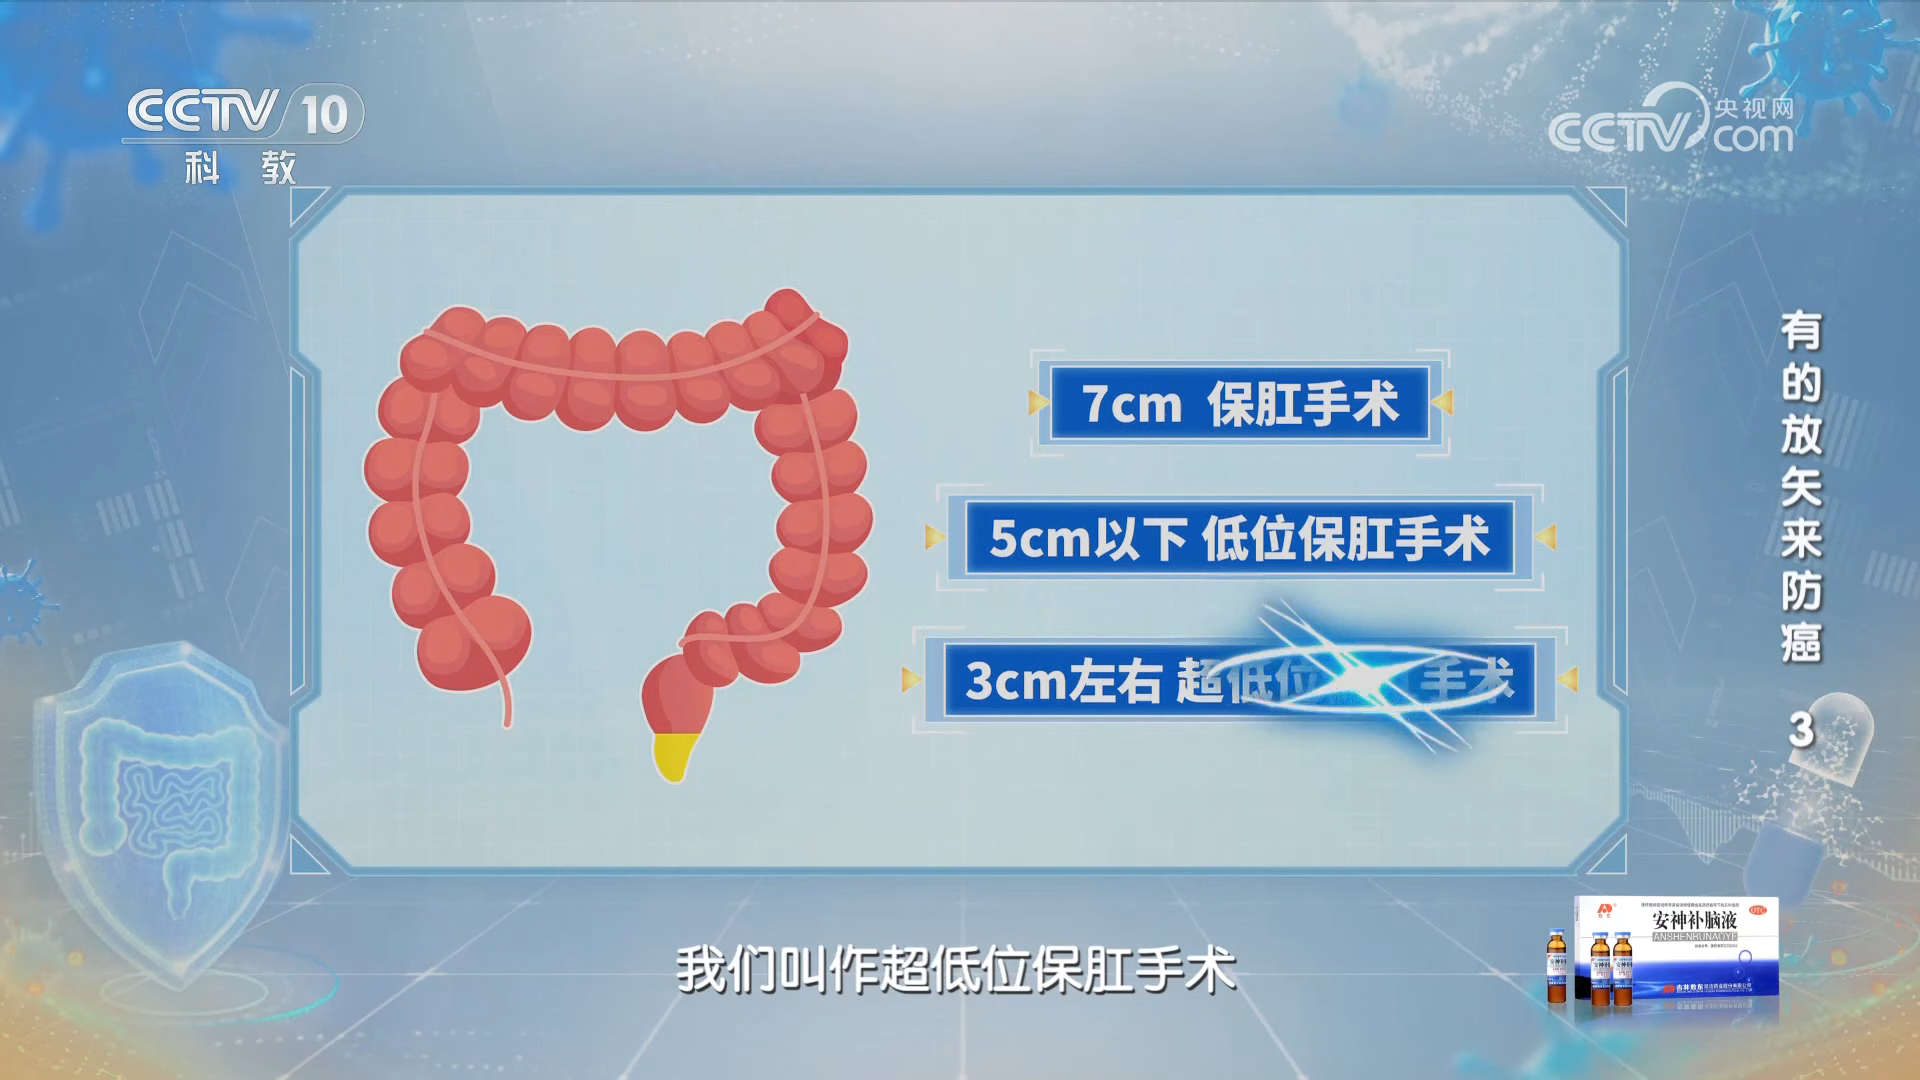 CCTV 10
科教
央视网
CCTV.com
7cm 保肛手术
5cm以下 低位保肛手术
3cm左右 超低位 手术
有的放矢来防癌 3
安神补脑液
ANSHENBUNAOYE
OTC
我们叫作超低位保肛手术